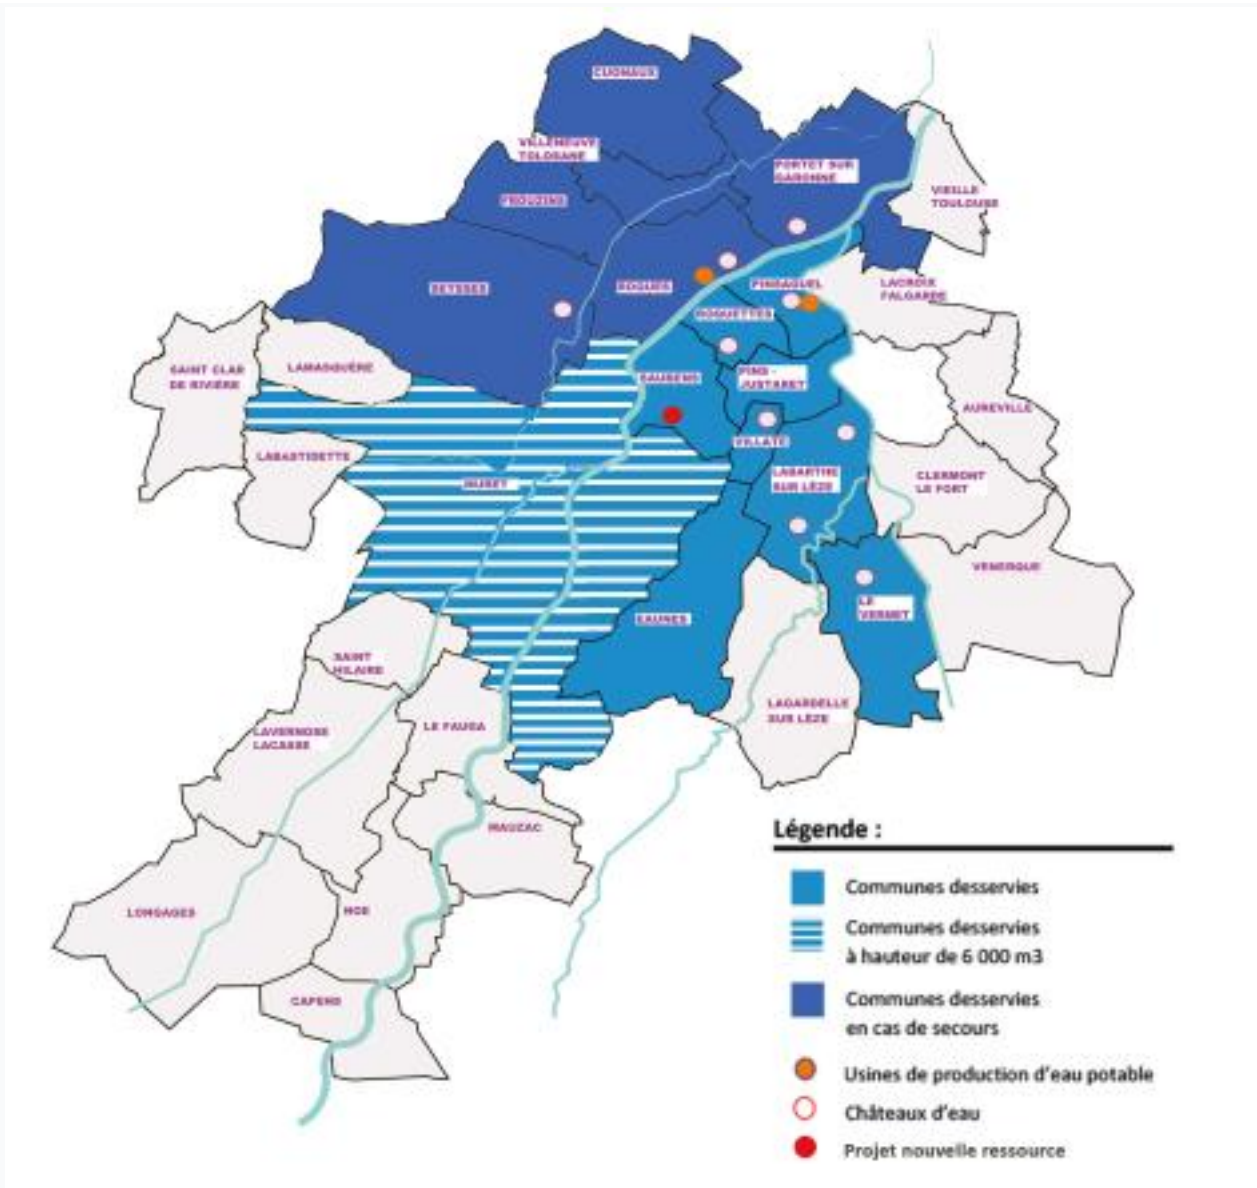 CUGNAUX
VILLENEUVE
TOLOSANE
PORTET SUR
GARONNE
VIEILLE
TOULOUSE
FROUZINS
SEYSSES
ROQUES
PINSAGUEL
LACROIX
FALGARDE
ROQUETTES
SAINT CLAR
DE RIVIÈRE
LAMASQUÈRE
SAUBENS
PINS -
JUSTARET
AUREVILLE
VILLATE
LABASTIDETTE
MURET
LABARTHE
SUR LÈZE
CLERMONT
LE FORT
VENERQUE
EAUNES
LE
VERNET
SAINT
HILAIRE
LAGARDELLE
SUR LÈZE
LAVERNOSE
LACASSE
LE FAUGA
MAUZAC
LONGAGES
NOE
CAPENS
Légende :
Communes desservies
Communes desservies
à hauteur de 6 000 m3
Communes desservies
en cas de secours
Usines de production d'eau potable
Châteaux d'eau
Projet nouvelle ressource